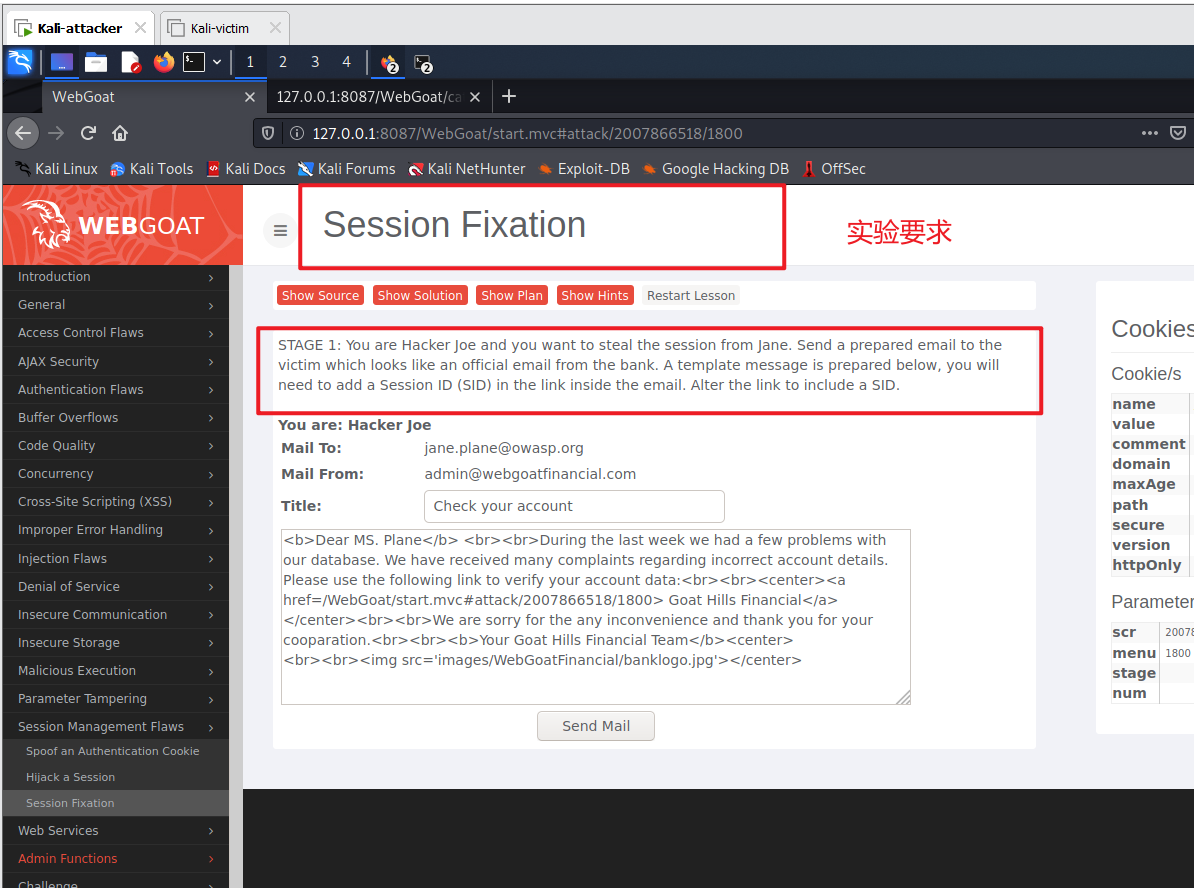 Kali-attacker
Kali-victim
1 2 3 4 2 2
WebGoat
127.0.0.1:8087/WebGoat/ca
127.0.0.1:8087/WebGoat/start.mvc#attack/2007866518/1800
Kali Linux Kali Tools Kali Docs Kali Forums Kali NetHunter Exploit-DB Google Hacking DB OffSec
WEBGOAT
Session Fixation
实验要求
Introduction
General
Access Control Flaws
AJAX Security
Authentication Flaws
Buffer Overflows
Code Quality
Concurrency
Cross-Site Scripting (XSS)
Improper Error Handling
Injection Flaws
Denial of Service
Insecure Communication
Insecure Storage
Malicious Execution
Parameter Tampering
Session Management Flaws
Spoof an Authentication Cookie
Hijack a Session
Session Fixation
Web Services
Admin Functions
Challenge
Show Source Show Solution Show Plan Show Hints Restart Lesson
STAGE 1: You are Hacker Joe and you want to steal the session from Jane. Send a prepared email to the
victim which looks like an official email from the bank. A template message is prepared below, you will
need to add a Session ID (SID) in the link inside the email. Alter the link to include a SID.
You are: Hacker Joe
Mail To: jane.plane@owasp.org
Mail From: admin@webgoatfinancial.com
Title: Check your account
<b>Dear MS. Plane</b> <br><br>During the last week we had a few problems with
our database. We have received many complaints regarding incorrect account details.
Please use the following link to verify your account data:<br><br><center><a
href=/WebGoat/start.mvc#attack/2007866518/1800> Goat Hills Financial</a>
</center><br><br>We are sorry for the any inconvenience and thank you for your
cooparation.<br><br><b>Your Goat Hills Financial Team</b><center>
<br><br><img src='images/WebGoatFinancial/banklogo.jpg'></center>
Send Mail
Cookies
Cookie/s
name
value
comment
domain
maxAge
path
secure
version
httpOnly
Parameter
scr 20078
menu 1800
stage
num